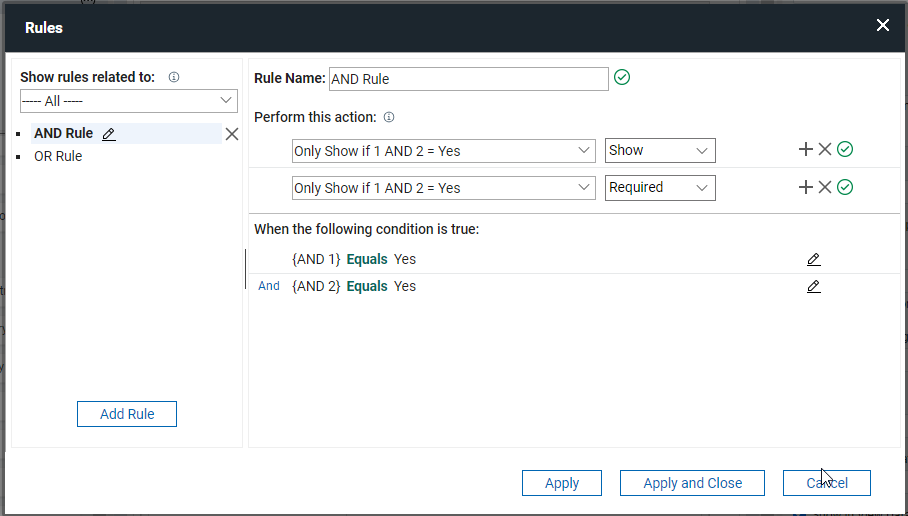 Rules
Show rules related to:
----- All -----
AND Rule
OR Rule
Add Rule
Rule Name: AND Rule
Perform this action:
Only Show if 1 AND 2 = Yes Show
Only Show if 1 AND 2 = Yes Required
When the following condition is true:
{AND 1} Equals Yes
And {AND 2} Equals Yes
Apply Apply and Close Cancel